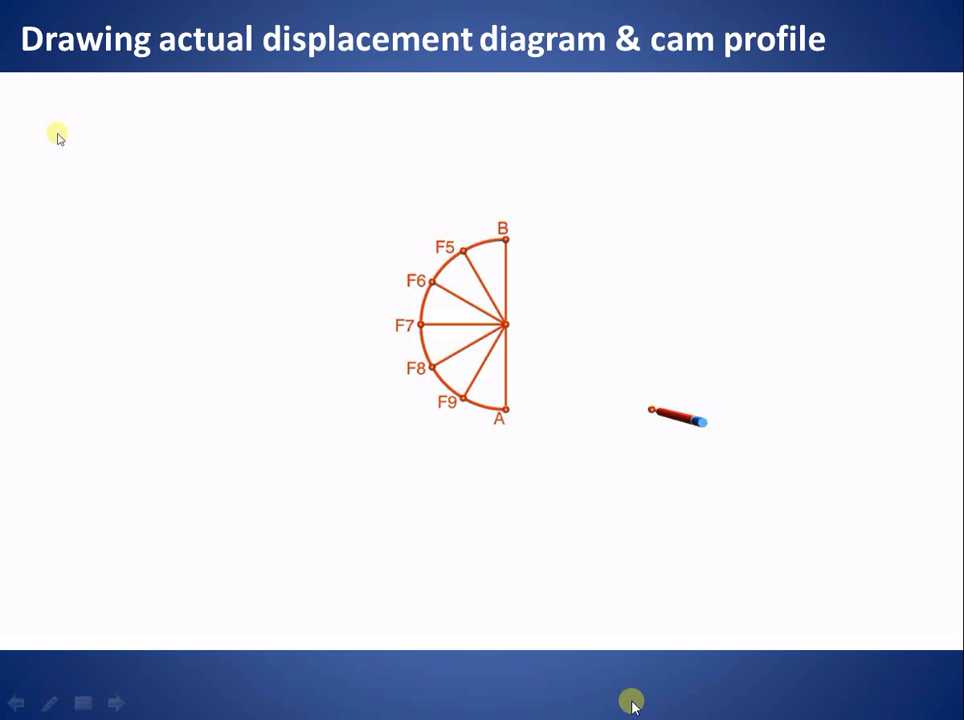 Drawing actual displacement diagram & cam profile
B
F5
F6
F7
F8
F9
A